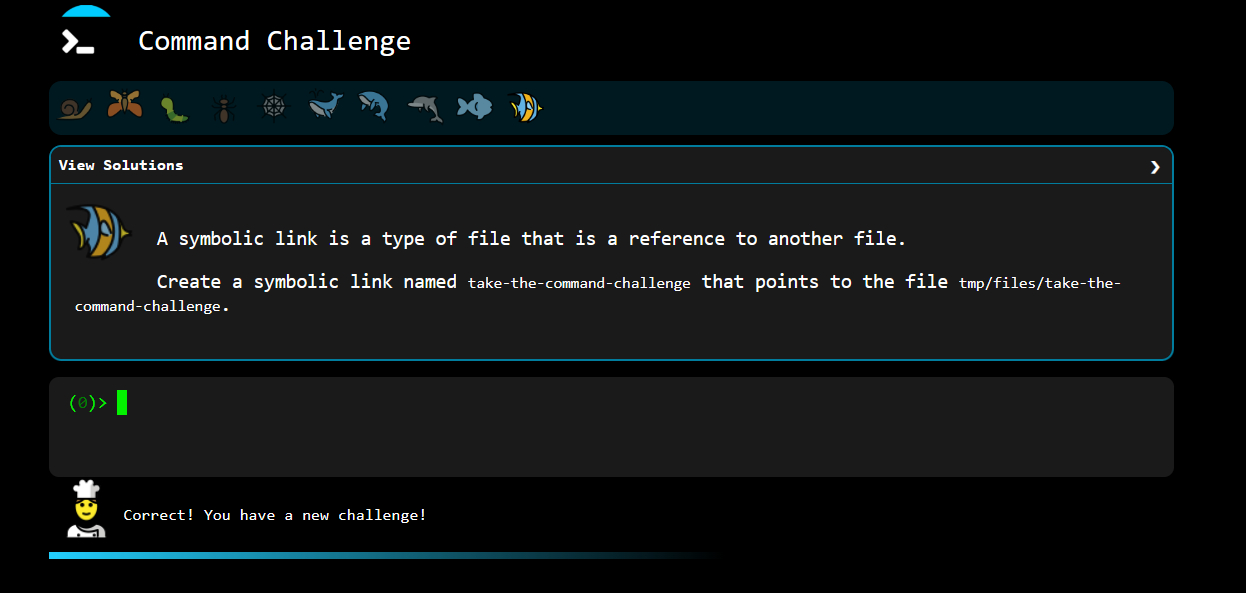 Command Challenge
View Solutions
A symbolic link is a type of file that is a reference to another file.
Create a symbolic link named take-the-command-challenge that points to the file tmp/files/take-the-
command-challenge.
(0)>
Correct! You have a new challenge!